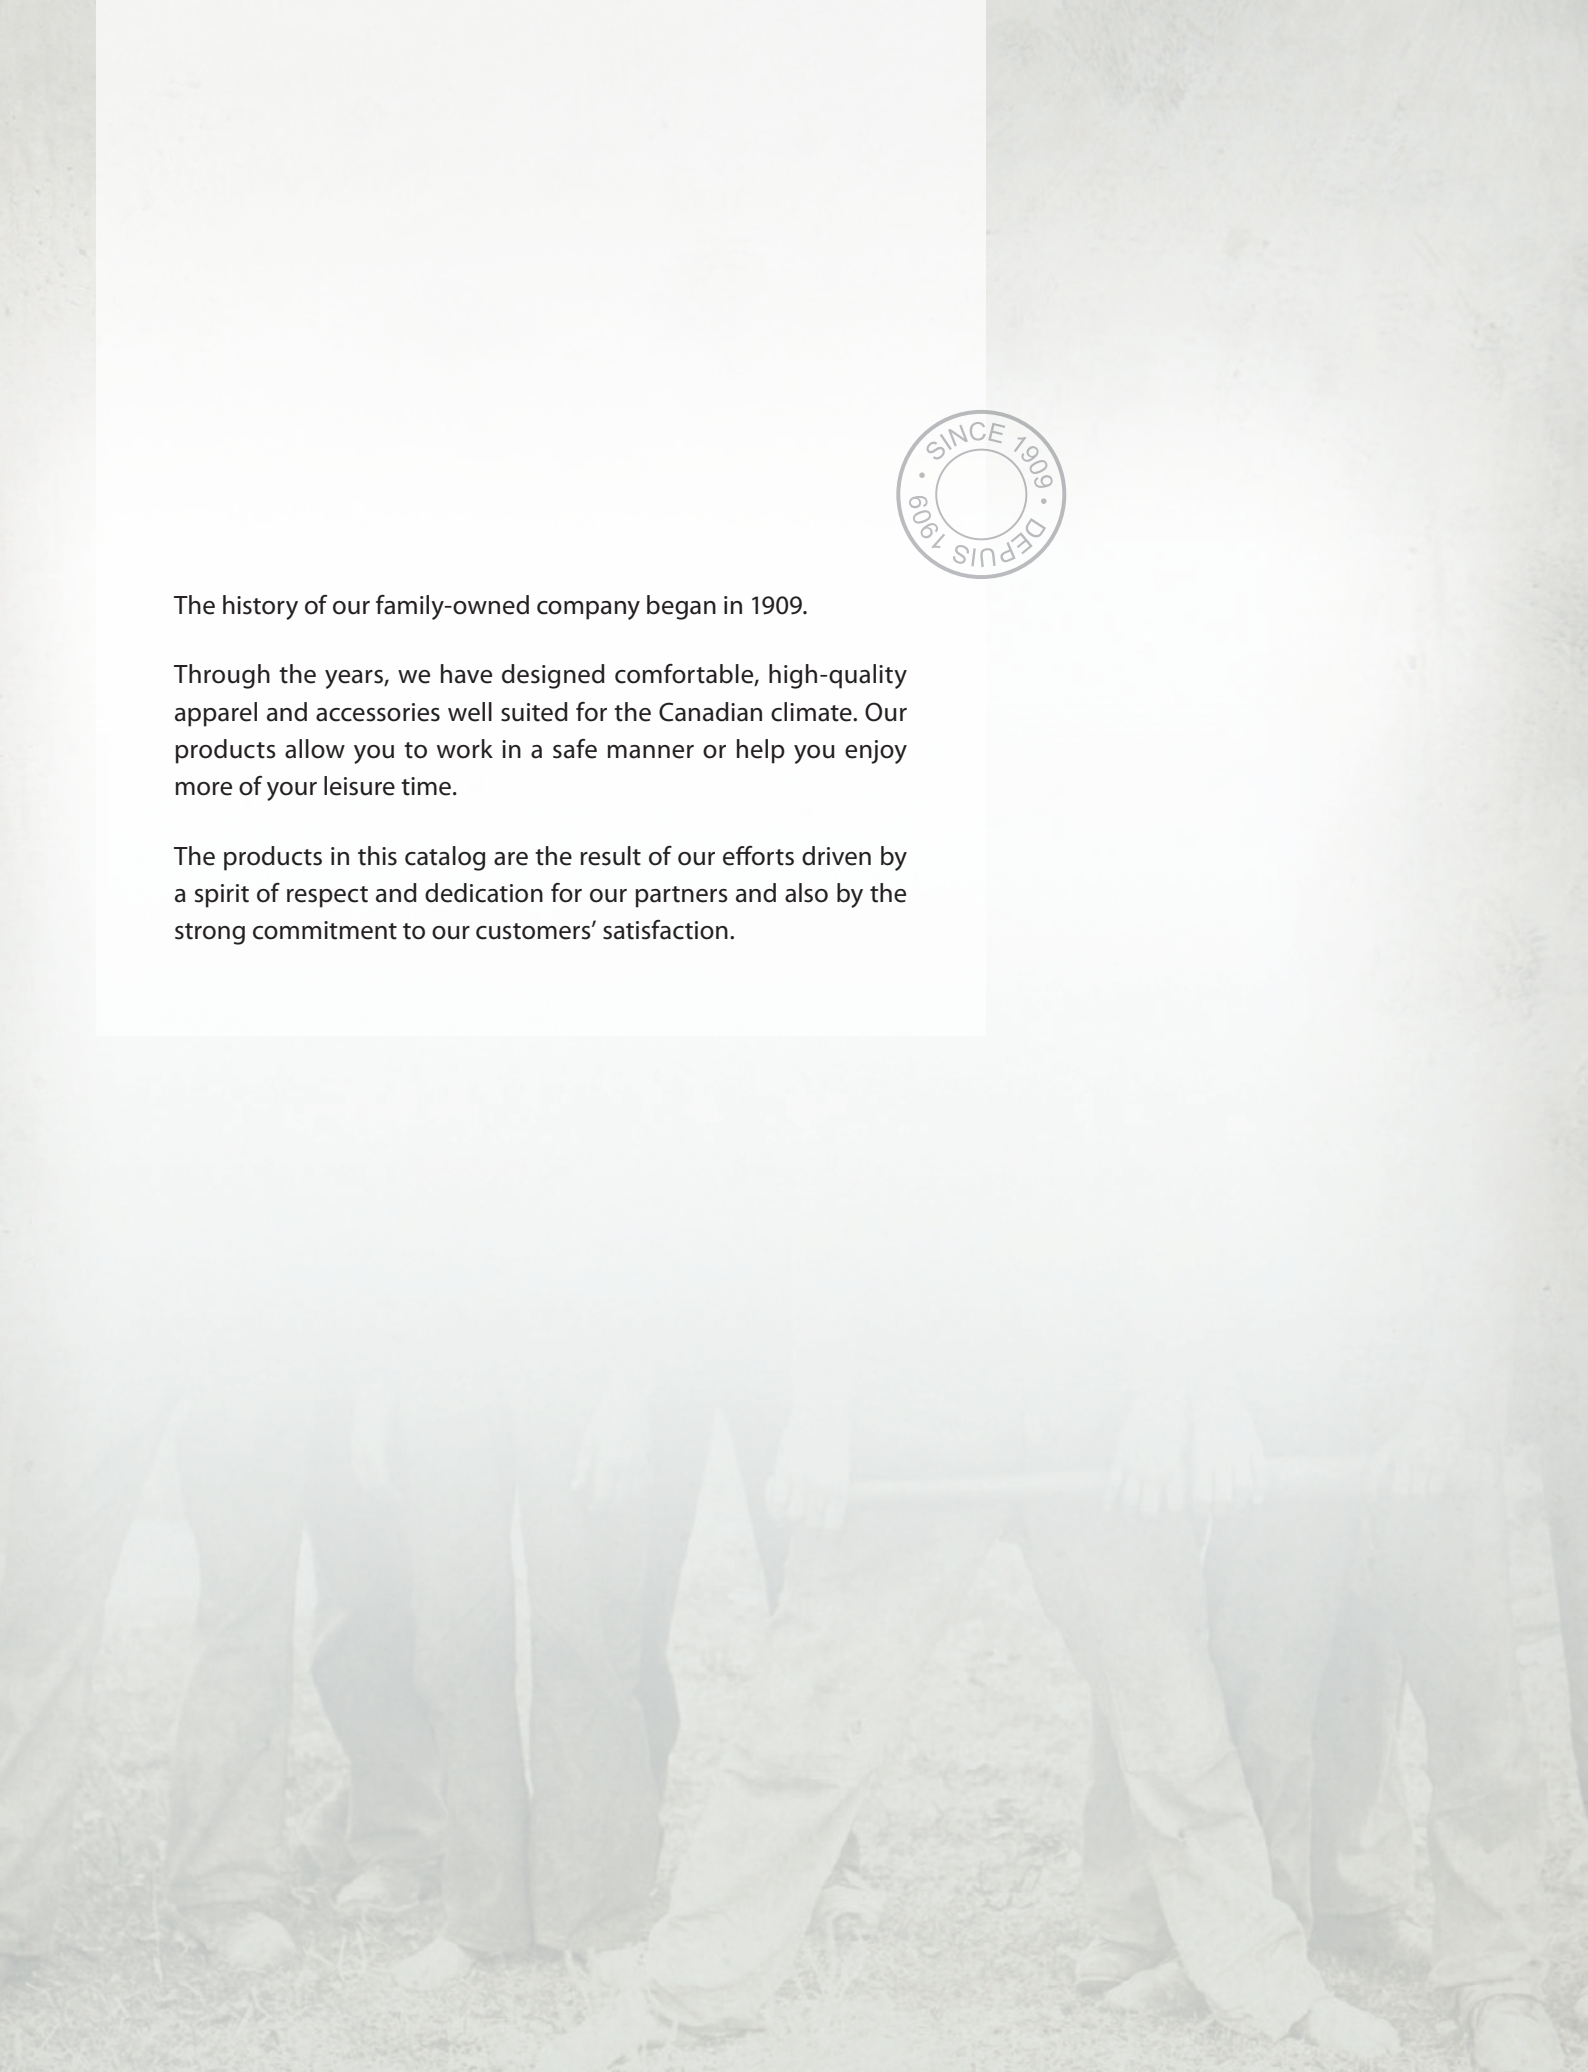 • SINCE 1909 •
DEPUIS 1909
The history of our family-owned company began in 1909.
Through the years, we have designed comfortable, high-quality
apparel and accessories well suited for the Canadian climate. Our
products allow you to work in a safe manner or help you enjoy
more of your leisure time.
The products in this catalog are the result of our efforts driven by
a spirit of respect and dedication for our partners and also by the
strong commitment to our customers’ satisfaction.